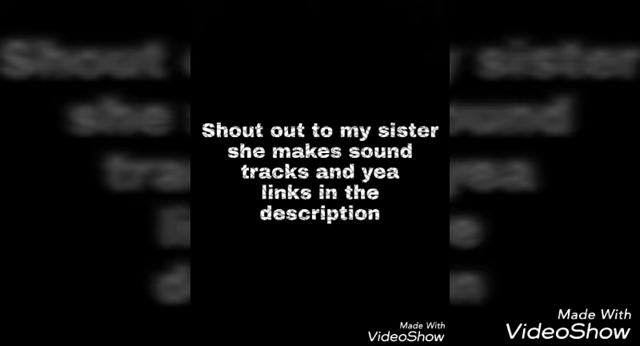 Shout out to my sister
she makes sound
tracks and yea
links in the
description
Made With
VideoShow
Made With
VideoShow